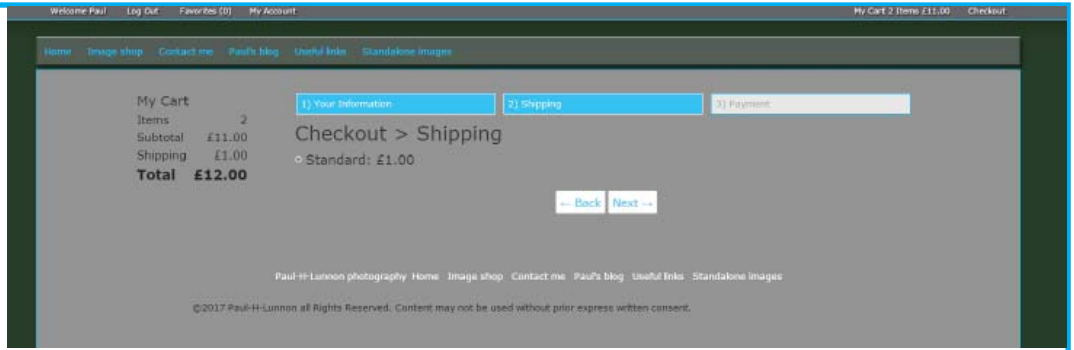 Welcome Paul Log Out Favorites (0) My Account My Cart 2 Items £11.00 Checkout
Home Image shop Contact me Paul's blog Useful links Standalone images
My Cart
Items 2
Subtotal £11.00
Shipping £1.00
Total £12.00
1) Your Information 2) Shipping 3) Payment
Checkout > Shipping
Standard: £1.00
← Back Next →
Paul-H-Lunnon photography Home Image shop Contact me Paul's blog Useful links Standalone images
©2017 Paul-H-Lunnon all Rights Reserved. Content may not be used without prior express written consent.